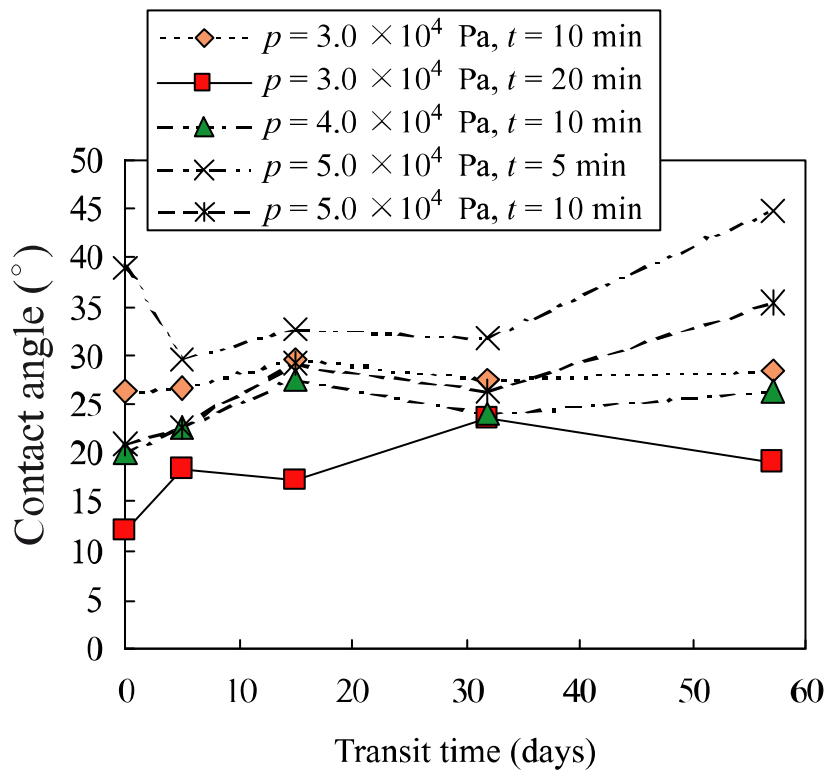 p = 3.0 ×10⁴ Pa, t = 10 min
p = 3.0 ×10⁴ Pa, t = 20 min
p = 4.0 ×10⁴ Pa, t = 10 min
p = 5.0 ×10⁴ Pa, t = 5 min
p = 5.0 ×10⁴ Pa, t = 10 min
50
45
40
35
30
25
20
15
10
5
0
Contact angle (°)
0 10 20 30 40 50 60
Transit time (days)